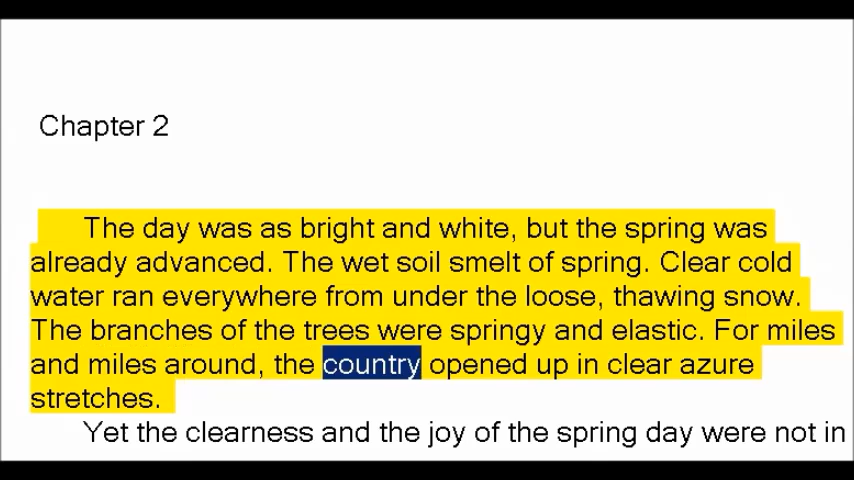 Chapter 2
The day was as bright and white, but the spring was
already advanced. The wet soil smelt of spring. Clear cold
water ran everywhere from under the loose, thawing snow.
The branches of the trees were springy and elastic. For miles
and miles around, the country opened up in clear azure
stretches.
Yet the clearness and the joy of the spring day were not in